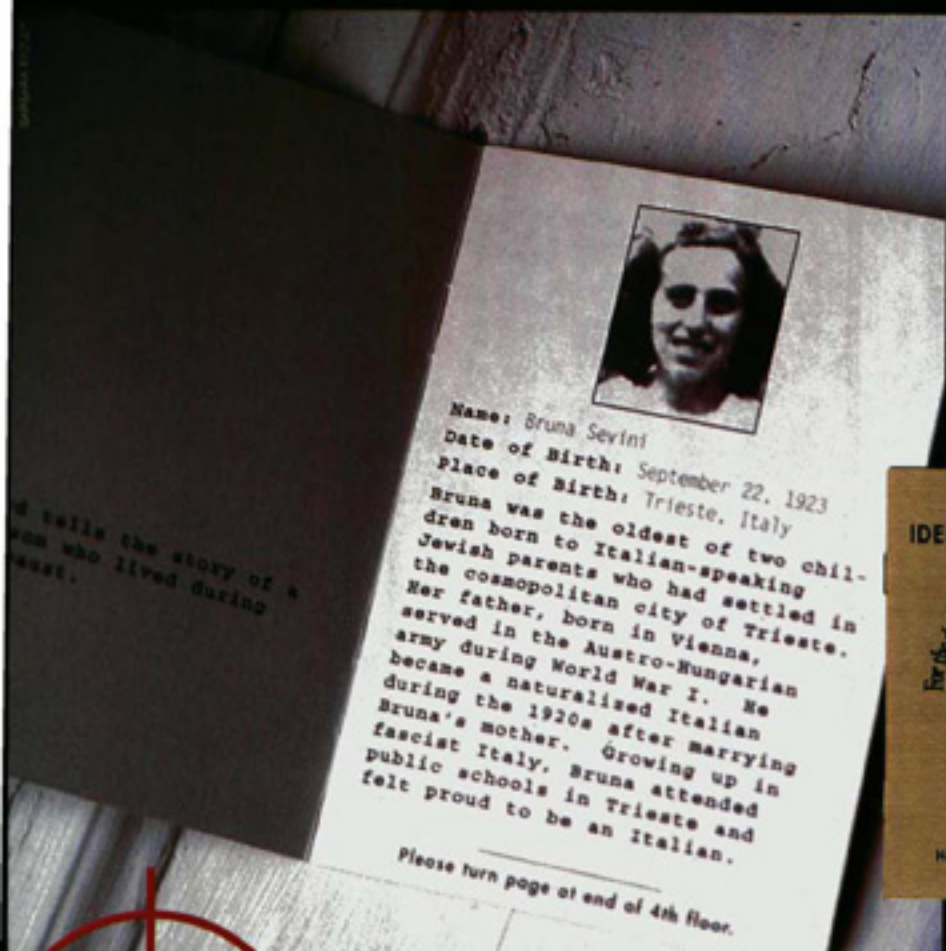 d tells the story of a
son who lived during
aust.
Name: Bruna Sevini
Date of Birth: September 22, 1923
Place of Birth: Trieste, Italy
Bruna was the oldest of two chil-
dren born to Italian-speaking
Jewish parents who had settled in
the cosmopolitan city of Trieste.
Her father, born in Vienna,
served in the Austro-Hungarian
army during World War I. He
became a naturalized Italian
during the 1920s after marrying
Bruna's mother. Growing up in
fascist Italy, Bruna attended
public schools in Trieste and
felt proud to be an Italian.
Please turn page at end of 4th floor.
IDE
For the